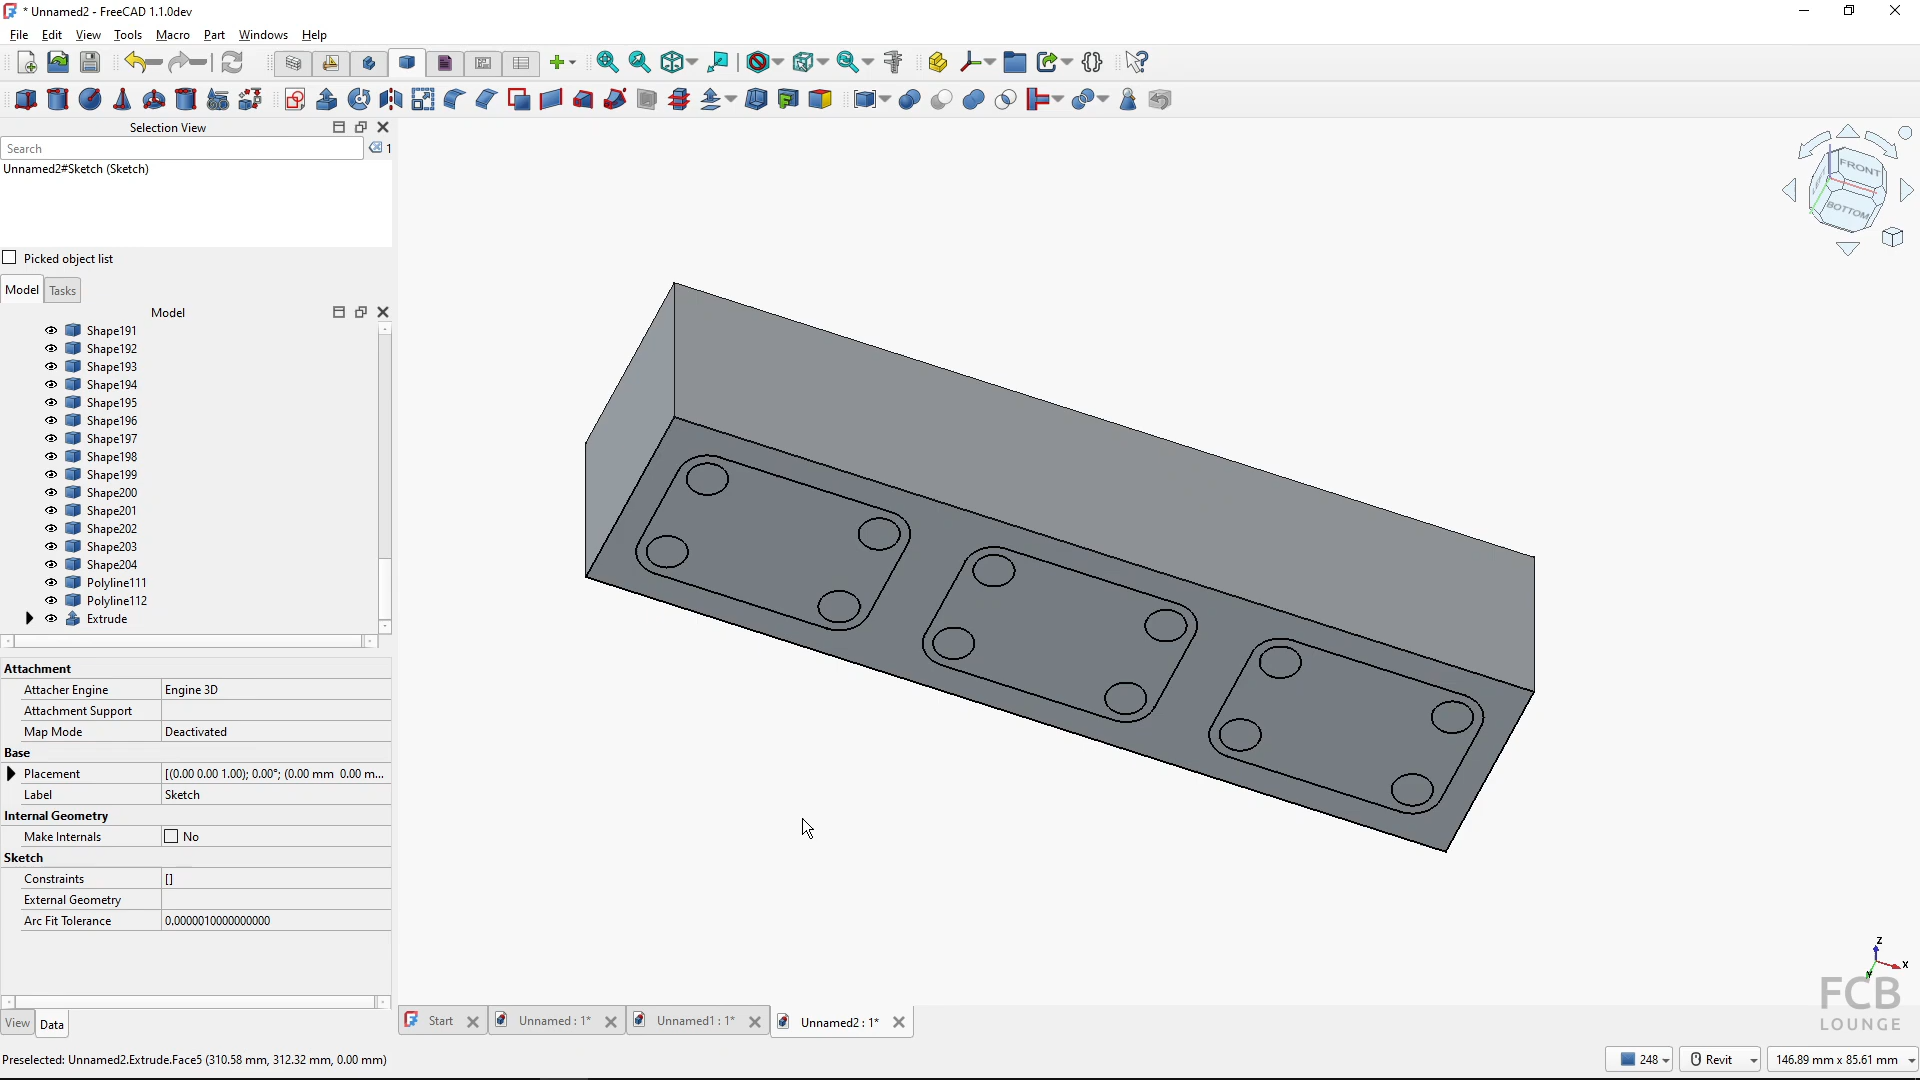 * Unnamed2 - FreeCAD 1.1.0dev
File Edit View Tools Macro Part Windows Help
Selection View
Search
1
Unnamed2#Sketch (Sketch)
Picked object list
Model Tasks
Model
Shape191
Shape192
Shape193
Shape194
Shape195
Shape196
Shape197
Shape198
Shape199
Shape200
Shape201
Shape202
Shape203
Shape204
Polyline111
Polyline112
Extrude
Attachment
Attacher Engine Engine 3D
Attachment Support
Map Mode Deactivated
Base
Placement [(0.00 0.00 1.00); 0.00°; (0.00 mm 0.00 m...
Label Sketch
Internal Geometry
Make Internals No
Sketch
Constraints []
External Geometry
Arc Fit Tolerance 0.0000010000000000
View Data
FRONT
BOTTOM
Z
X
Y
FCB
LOUNGE
Start Unnamed : 1* Unnamed1 : 1* Unnamed2 : 1*
Preselected: Unnamed2.Extrude.Face5 (310.58 mm, 312.32 mm, 0.00 mm)
248 Revit 146.89 mm x 85.61 mm